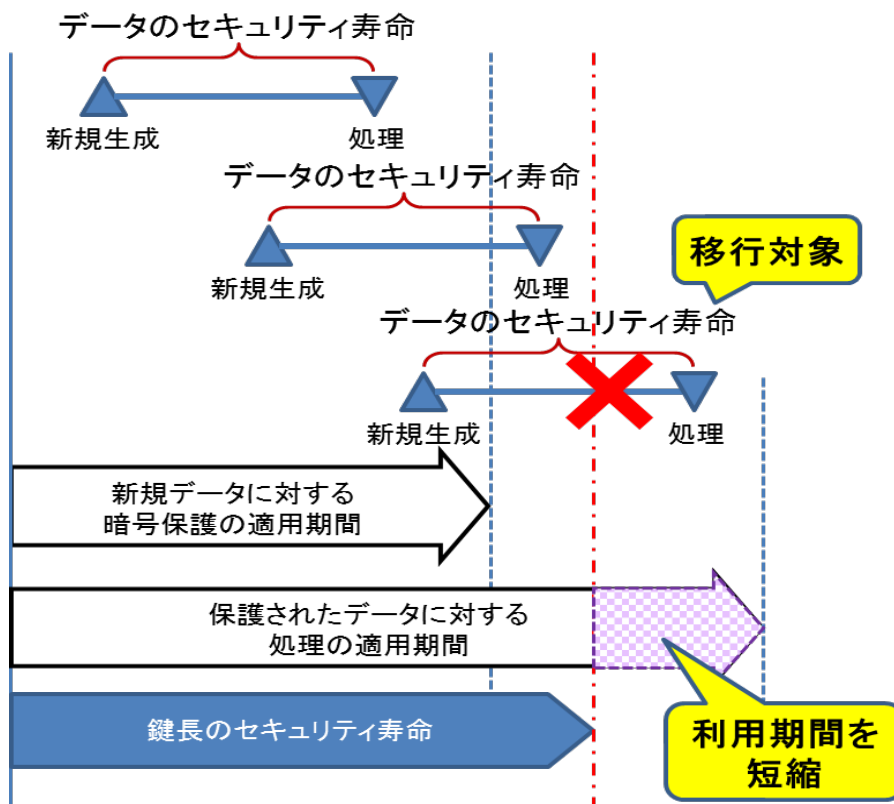 データのセキュリティ寿命
新規生成
処理
データのセキュリティ寿命
新規生成
処理
移行対象
データのセキュリティ寿命
新規生成
処理
新規データに対する
暗号保護の適用期間
保護されたデータに対する
処理の適用期間
鍵長のセキュリティ寿命
利用期間を
短縮